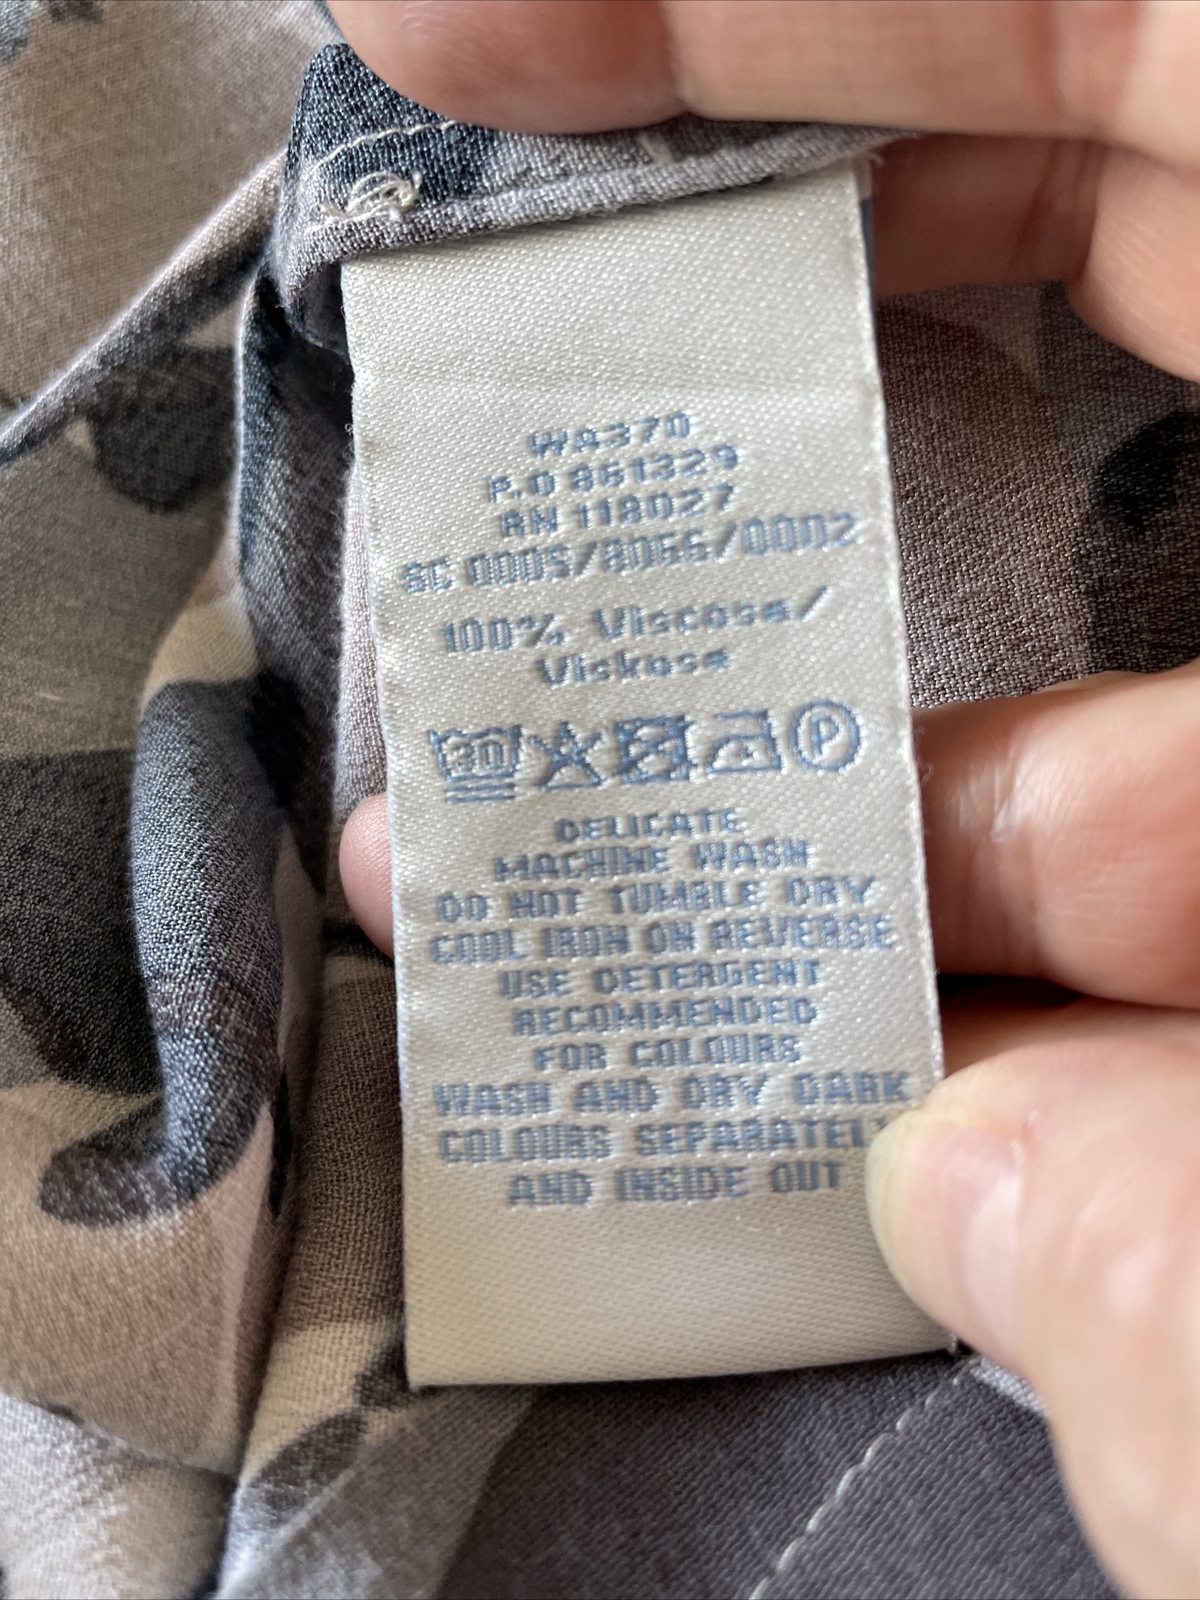 WA370
P.O 861329
RN 118027
SC 0005/8066/0002
100% Viscose/
Viskose
30
P
DELICATE
MACHINE WASH
DO NOT TUMBLE DRY
COOL IRON ON REVERSE
USE DETERGENT
RECOMMENDED
FOR COLOURS
WASH AND DRY DARK
COLOURS SEPARATELY
AND INSIDE OUT